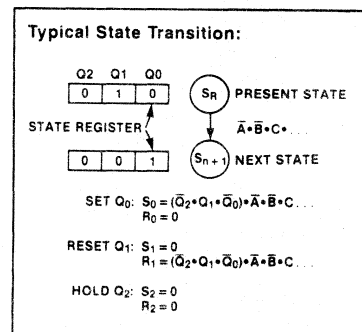 Typical State Transition:
Q2 Q1 Q0
0 1 0
SR PRESENT STATE
STATE REGISTER
A̅•B̅•C•...
0 0 1
Sn+1 NEXT STATE
SET Q0: S0=(Q̅2•Q1•Q̅0)•A̅•B̅•C...
R0=0
RESET Q1: S1=0
R1=(Q̅2•Q1•Q̅0)•A̅•B̅•C...
HOLD Q2: S2=0
R2=0